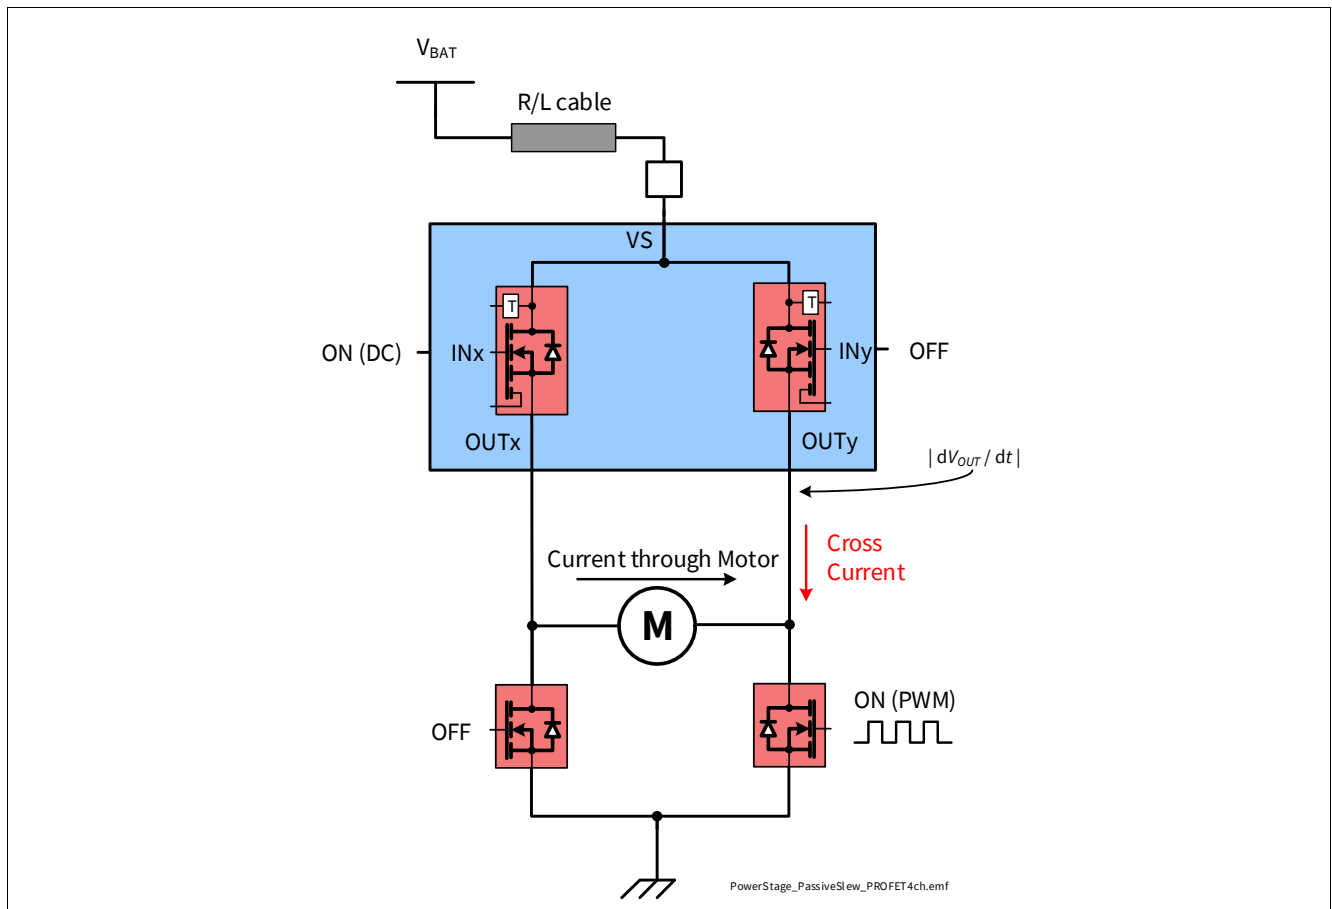 VBAT
R/L cable
VS
T
T
ON (DC)
INx
INy
OFF
OUTx
OUTy
| dVOUT / dt |
Cross
Current
Current through Motor
M
OFF
ON (PWM)
PowerStage_PassiveSlew_PROFET4ch.emf